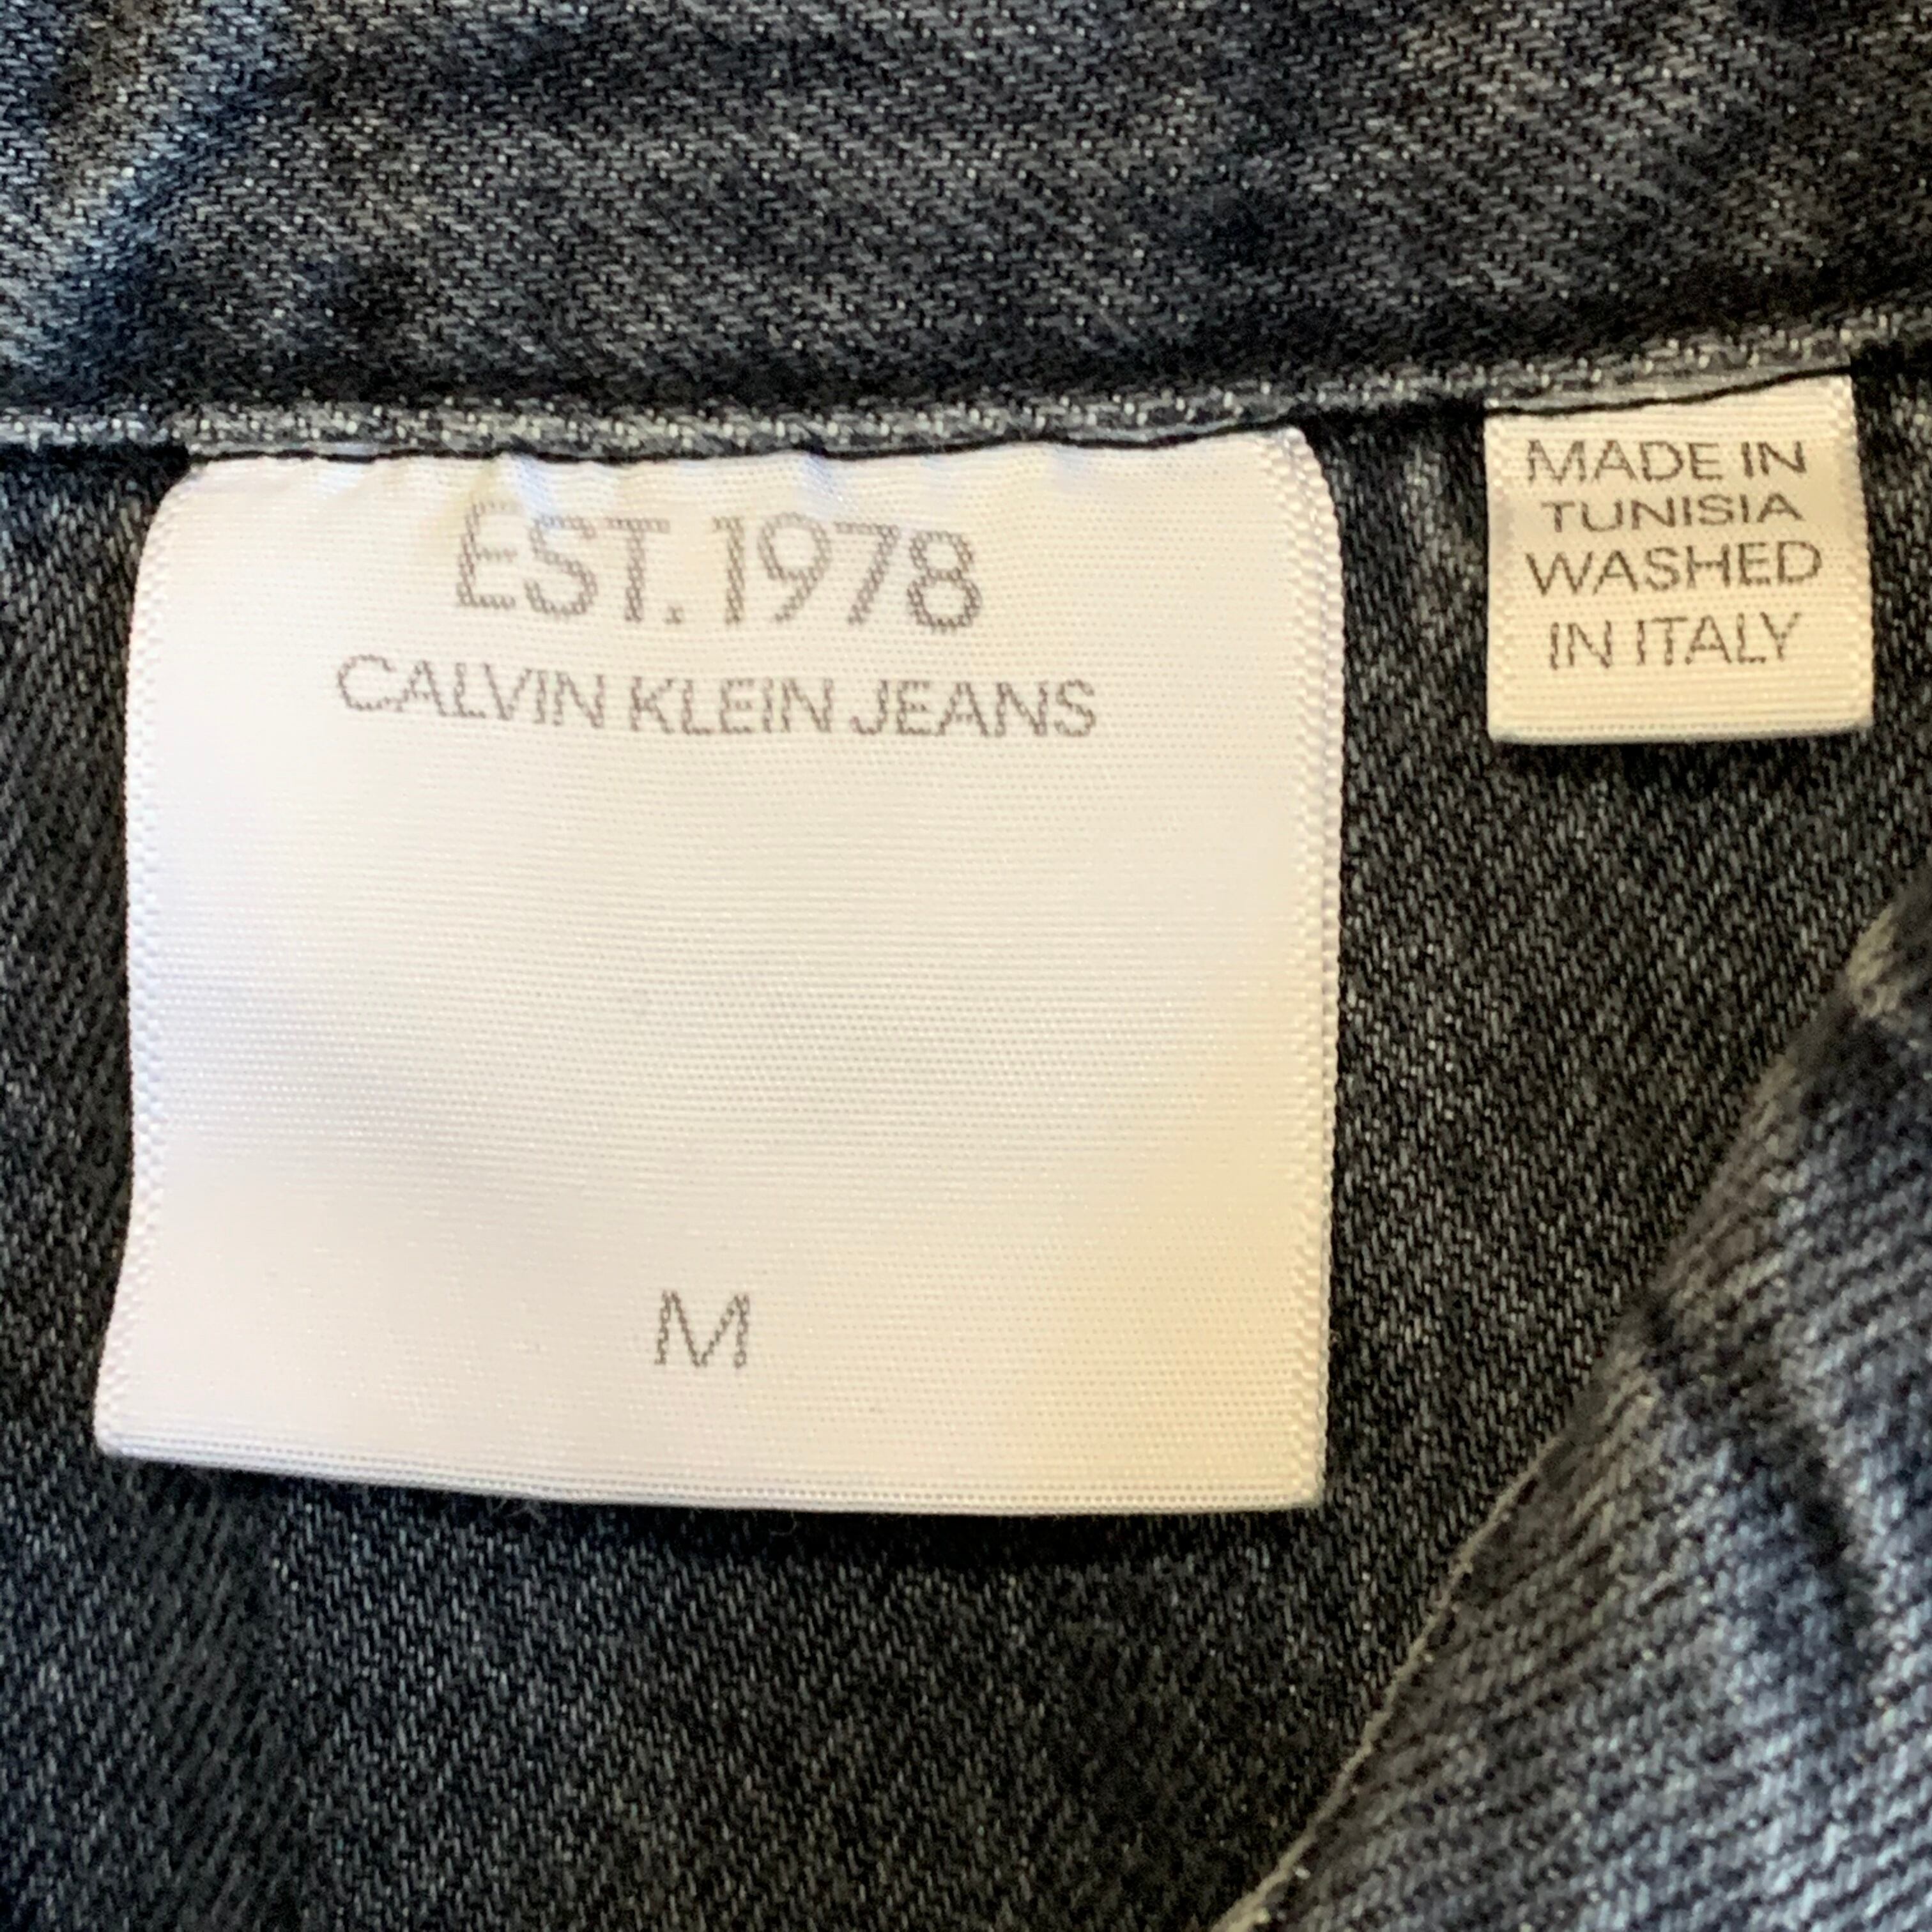 EST. 1978
CALVIN KLEIN JEANS
M
MADE IN
TUNISIA
WASHED
IN ITALY